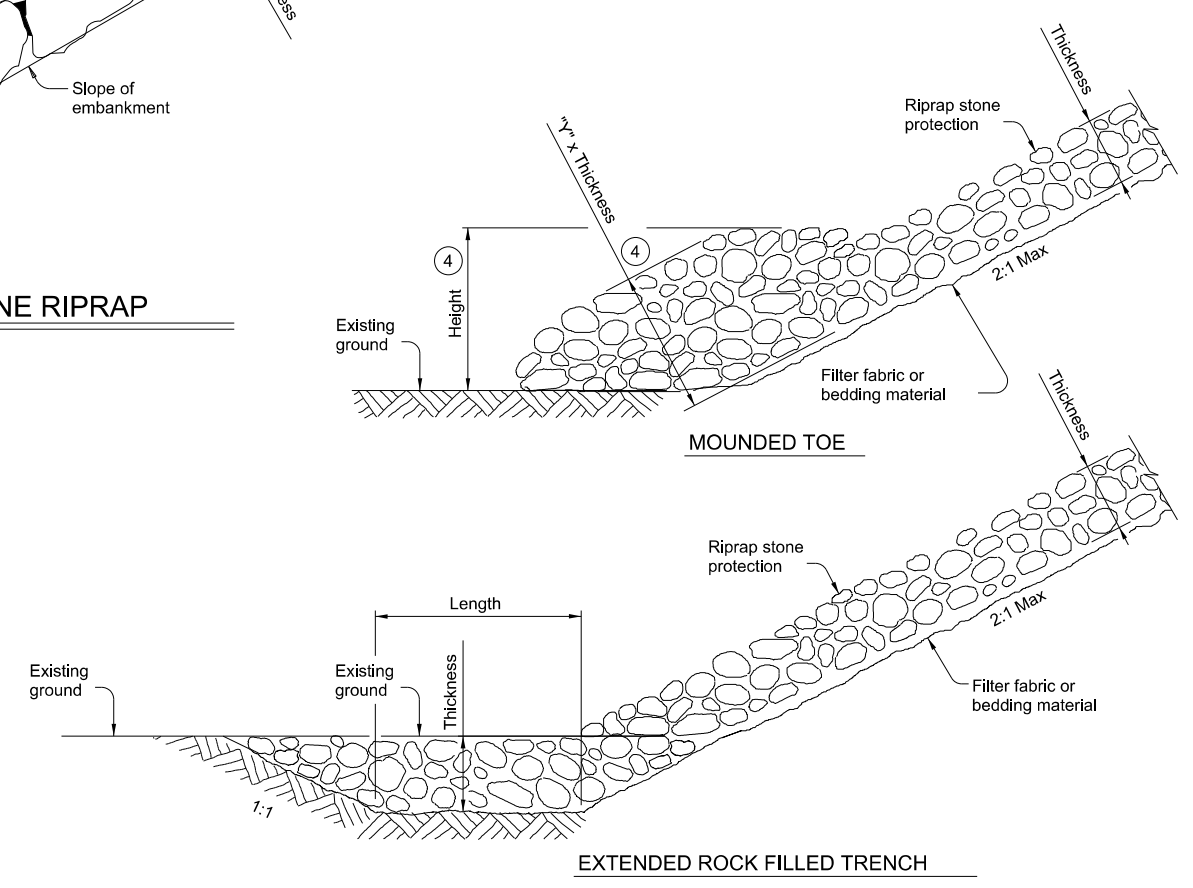 ness
Slope of
embankment
NE RIPRAP
Thickness
Riprap stone
protection
"Y" x Thickness
4
4
Height
Existing
ground
2:1 Max
Filter fabric or
bedding material
MOUNDED TOE
Thickness
Riprap stone
protection
Length
2:1 Max
Existing
ground
Existing
ground
Thickness
Filter fabric or
bedding material
1:1
EXTENDED ROCK FILLED TRENCH